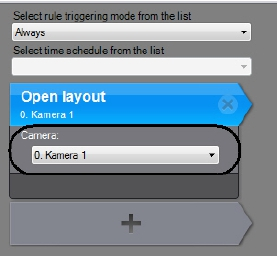 Select rule triggering mode from the list
Always
Select time schedule from the list
Open layout
0. Kamera 1
Camera:
0. Kamera 1